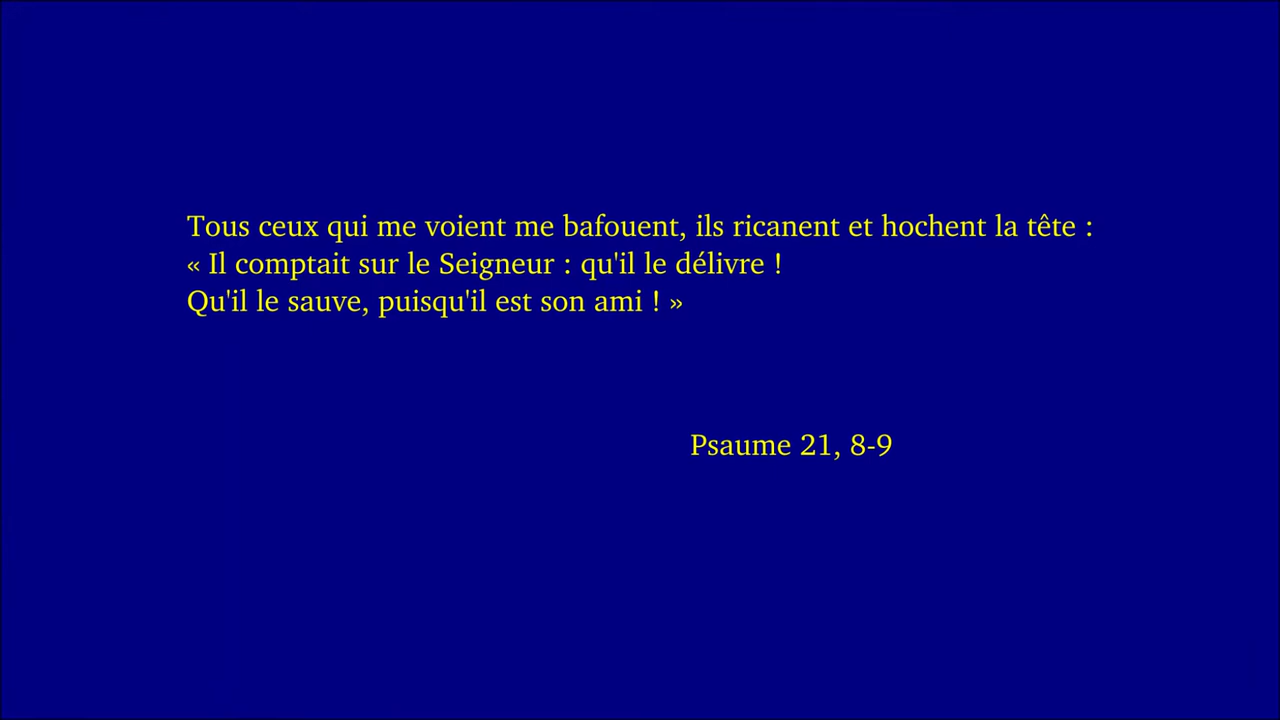 Tous ceux qui me voient me bafouent, ils ricanent et hochent la tête :
« Il comptait sur le Seigneur : qu'il le délivre !
Qu'il le sauve, puisqu'il est son ami ! »
Psaume 21, 8-9